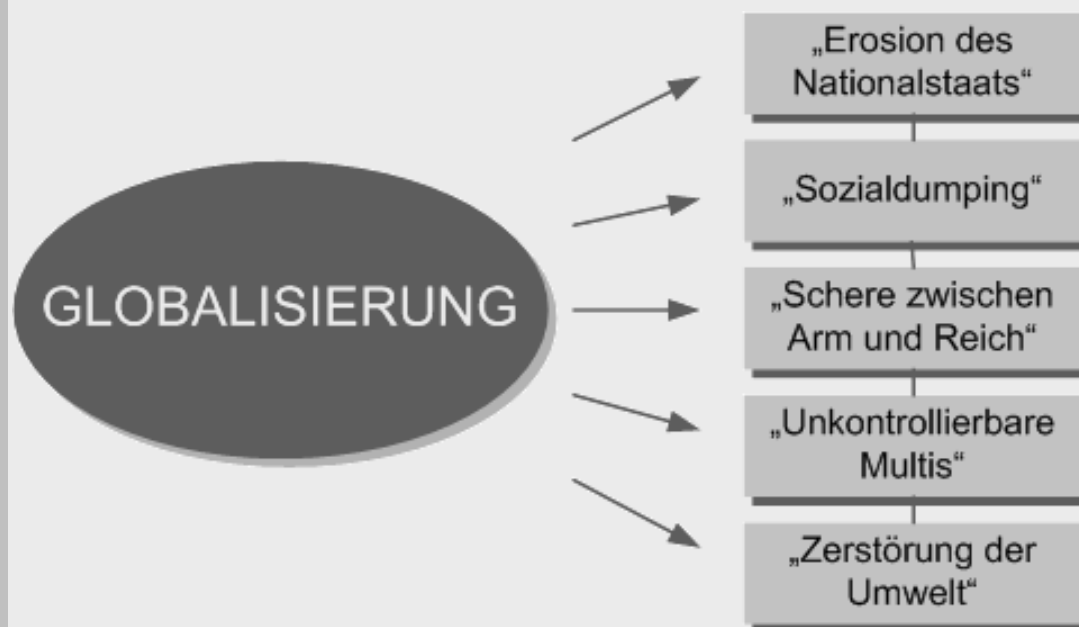 GLOBALISIERUNG
„Erosion des
Nationalstaats“
„Sozialdumping“
„Schere zwischen
Arm und Reich“
„Unkontrollierbare
Multis“
„Zerstörung der
Umwelt“